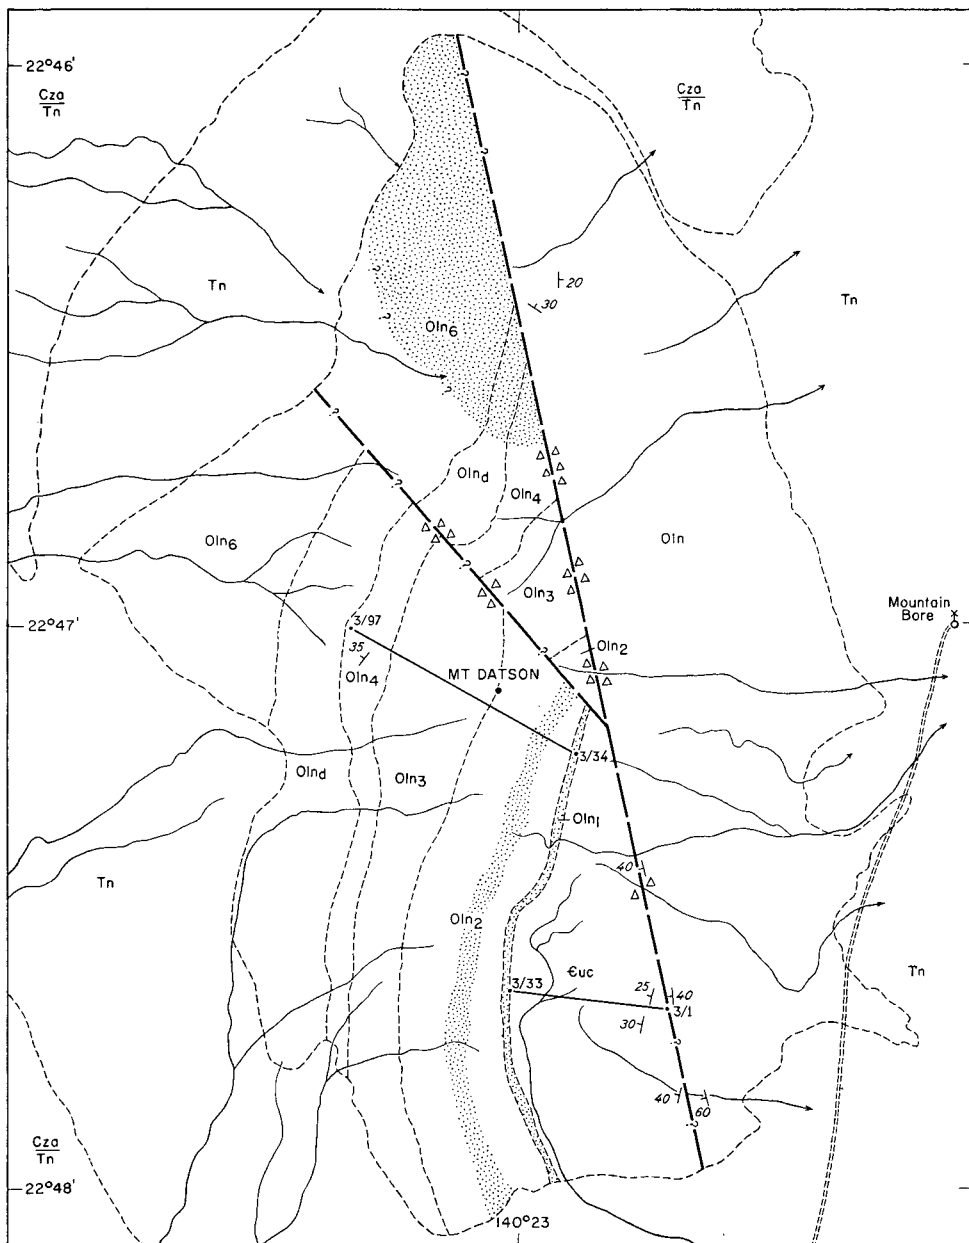 22°46'
Cza
Tn
Cza
Tn
?
?
Tn
20
30
Tn
?
?
Oln6
?
?
Olnd
Oln4
?
Oln6
Oln
?
Oln3
Mountain
Bore
22°47'
3/97
35
Oln4
?
Oln2
MT DATSON
3/34
Olnd
Oln3
Oln1
40
Tn
Oln2
3/33
Єuc
25
40
3/1
30
?
Tn
40
60
?
Cza
Tn
22°48'
140°23